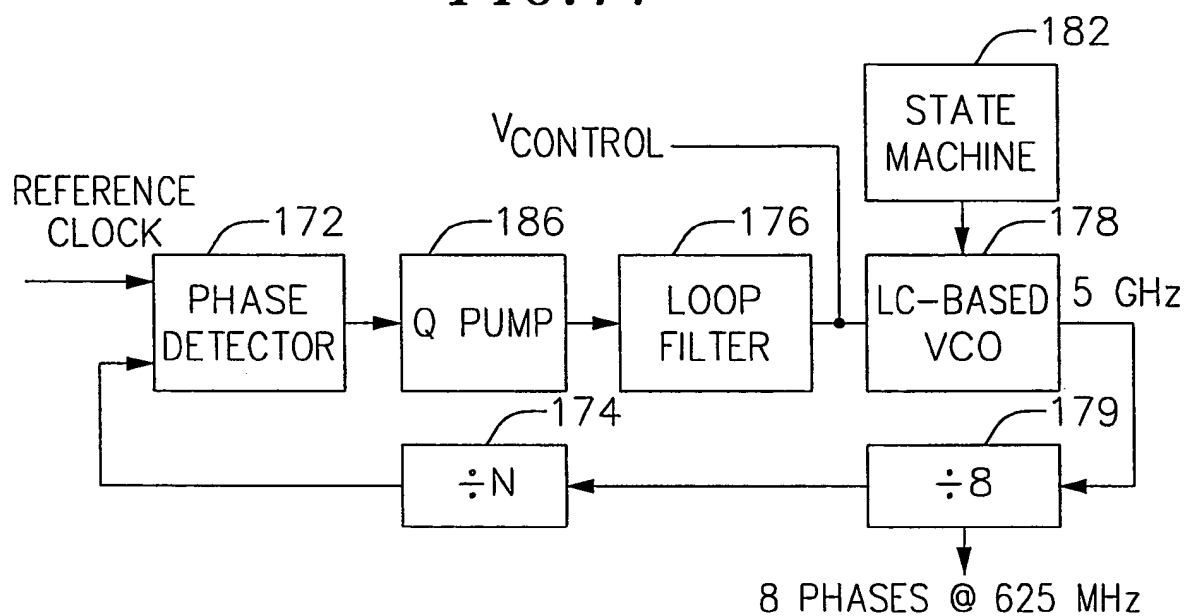 182
STATE
MACHINE
VCONTROL
REFERENCE
CLOCK
172
186
176
178
PHASE
DETECTOR
Q PUMP
LOOP
FILTER
LC-BASED
VCO
5 GHz
174
179
÷N
÷8
8 PHASES @ 625 MHz